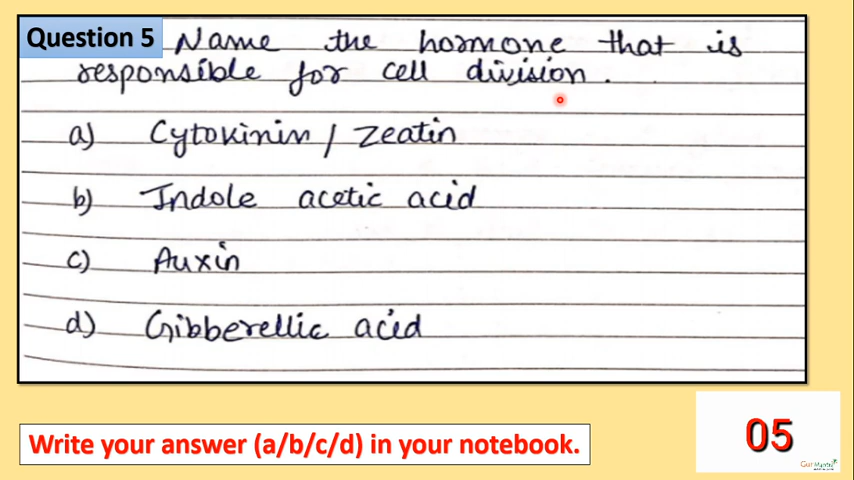 Question 5 Name the hormone that is
responsible for cell division.
a) Cytokinin / Zeatin
b) Indole acetic acid
c) Auxin
d) Gibberellic acid
Write your answer (a/b/c/d) in your notebook.
05